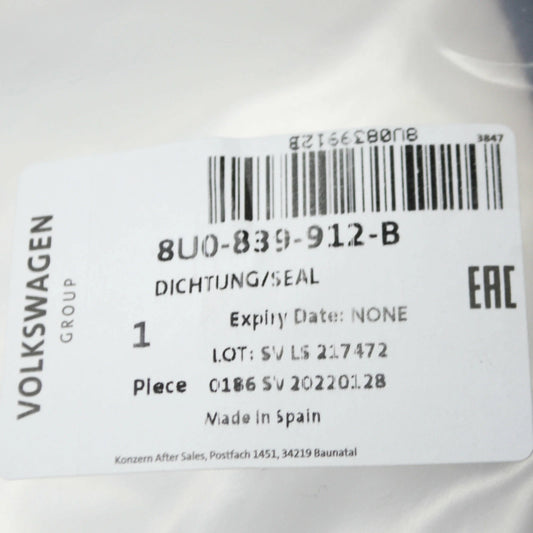 8U0839912B
3847
8U0-839-912-B
DICHTUNG/SEAL
VOLKSWAGEN
GROUP
EAC
1
Expiry Date: NONE
LOT: SV LS 217472
Piece 0186 SV 20220128
Made in Spain
Konzern After Sales, Postfach 1451, 34219 Baunatal